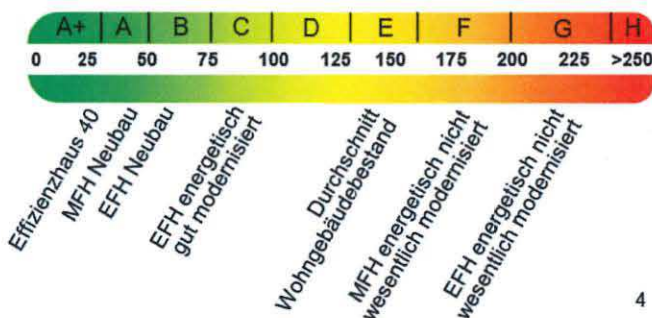 A+ A B C D E F G H
0 25 50 75 100 125 150 175 200 225 >250
Effizienzhaus 40
MFH Neubau
EFH Neubau
EFH energetisch
gut modernisiert
Durchschnitt
Wohngebäudebestand
MFH energetisch nicht
wesentlich modernisiert
EFH energetisch nicht
wesentlich modernisiert
4